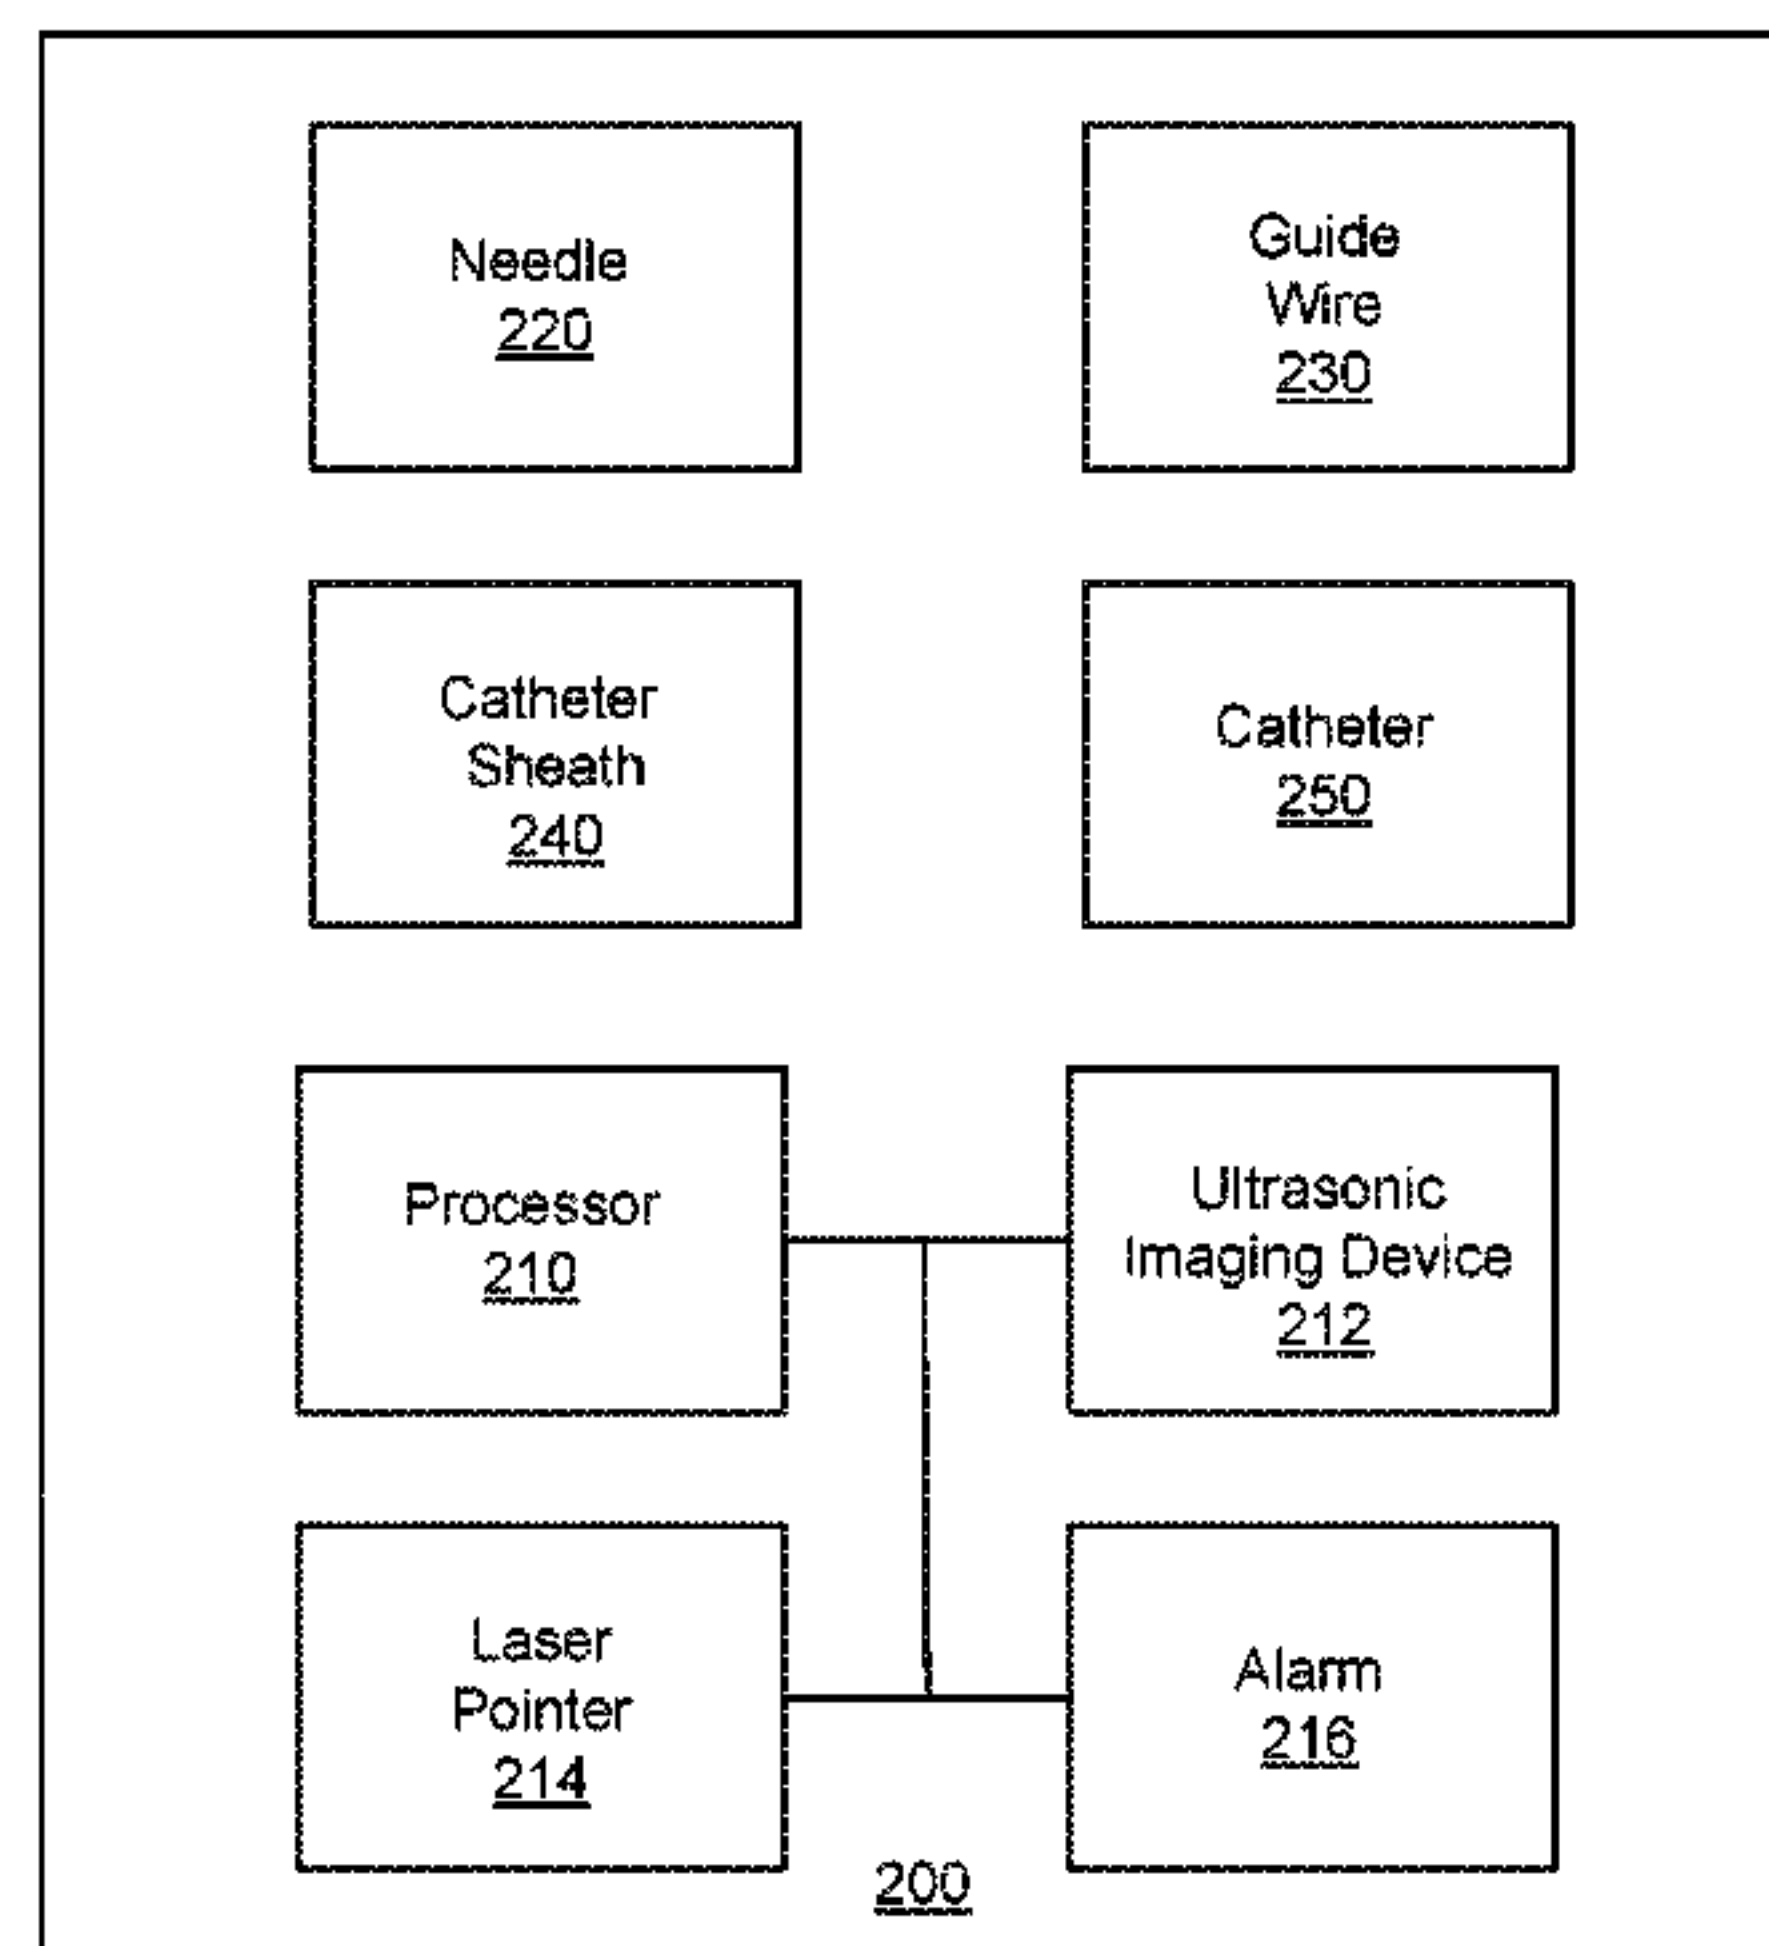 Needle
220
Guide
Wire
230
Catheter
Sheath
240
Catheter
250
Processor
210
Ultrasonic
Imaging Device
212
Laser
Pointer
214
Alarm
216
200